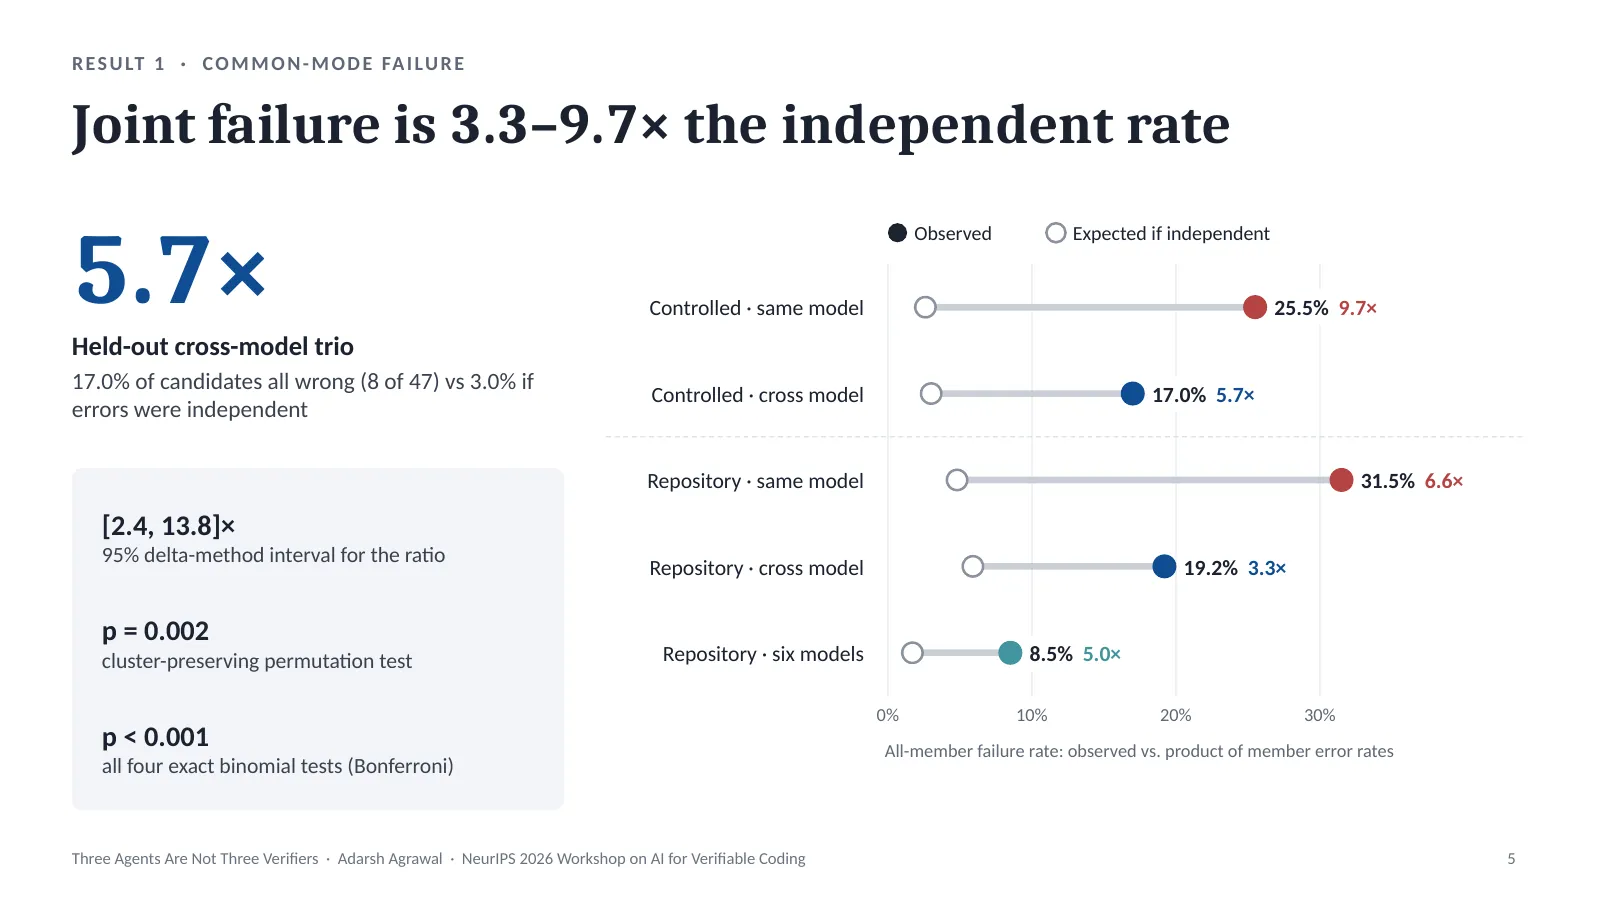 RESULT 1 · COMMON-MODE FAILURE
Joint failure is 3.3–9.7× the independent rate
5.7×
Held-out cross-model trio
17.0% of candidates all wrong (8 of 47) vs 3.0% if
errors were independent
[2.4, 13.8]×
95% delta-method interval for the ratio
p = 0.002
cluster-preserving permutation test
p < 0.001
all four exact binomial tests (Bonferroni)
Observed
Expected if independent
Controlled · same model
25.5% 9.7×
Controlled · cross model
17.0% 5.7×
Repository · same model
31.5% 6.6×
Repository · cross model
19.2% 3.3×
Repository · six models
8.5% 5.0×
0% 10% 20% 30%
All-member failure rate: observed vs. product of member error rates
Three Agents Are Not Three Verifiers · Adarsh Agrawal · NeurIPS 2026 Workshop on AI for Verifiable Coding
5